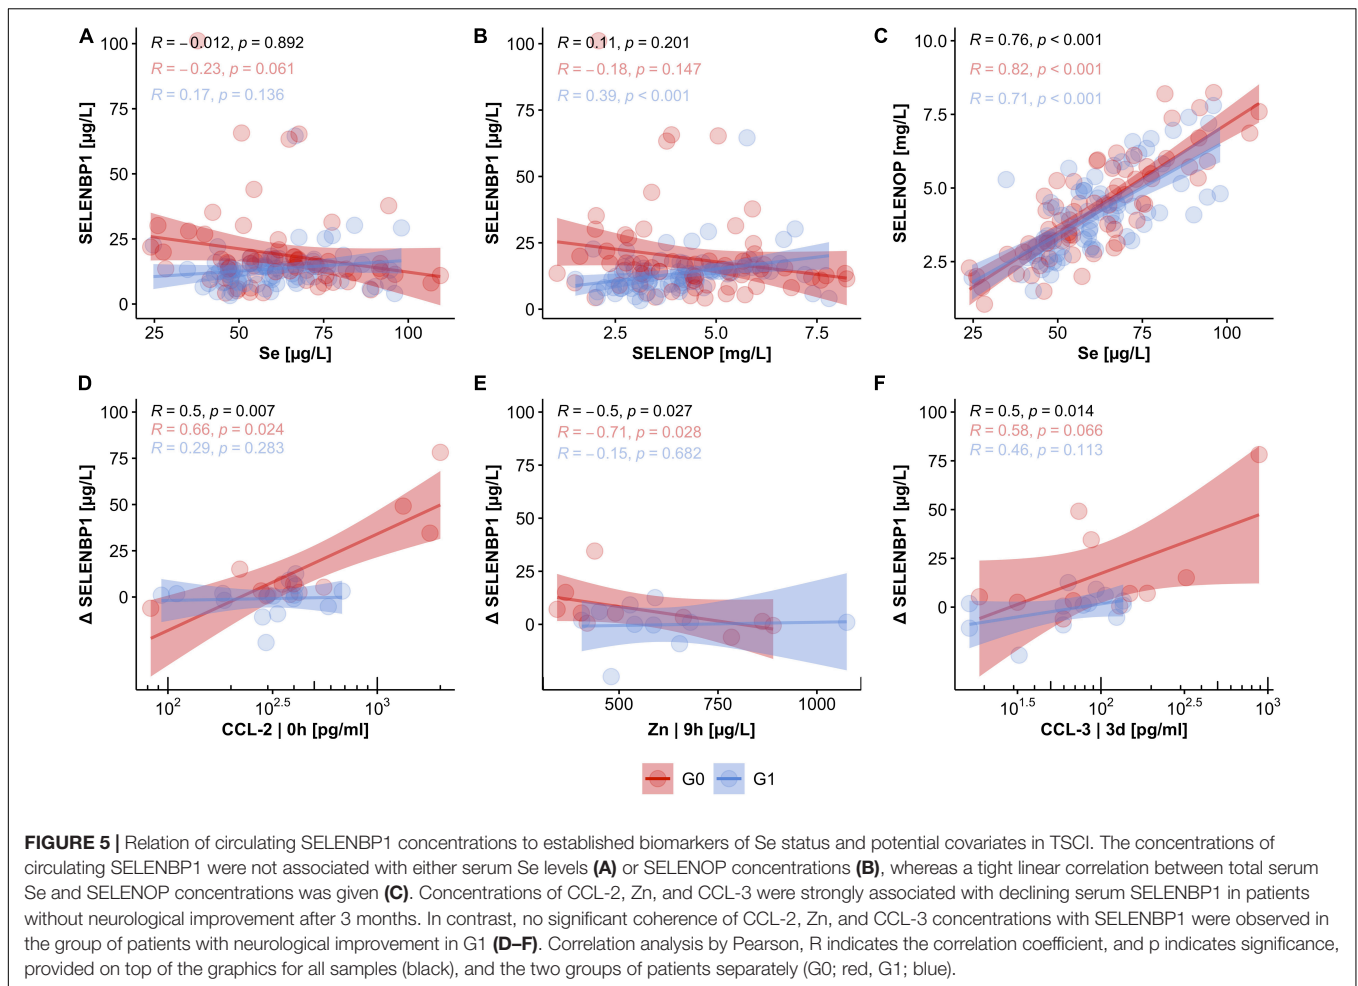 A
R = −0.012, p = 0.892
R = −0.23, p = 0.061
R = 0.17, p = 0.136
SELENBP1 [µg/L]
100
75
50
25
0
25 50 75 100
Se [µg/L]
B
R = 0.11, p = 0.201
R = −0.18, p = 0.147
R = 0.39, p < 0.001
SELENBP1 [µg/L]
100
75
50
25
0
2.5 5.0 7.5
SELENOP [mg/L]
C
R = 0.76, p < 0.001
R = 0.82, p < 0.001
R = 0.71, p < 0.001
SELENOP [mg/L]
10.0
7.5
5.0
2.5
25 50 75 100
Se [µg/L]
D
R = 0.5, p = 0.007
R = 0.66, p = 0.024
R = 0.29, p = 0.283
Δ SELENBP1 [µg/L]
100
75
50
25
0
10^2 10^2.5 10^3
CCL-2 | 0h [pg/ml]
E
R = −0.5, p = 0.027
R = −0.71, p = 0.028
R = −0.15, p = 0.682
Δ SELENBP1 [µg/L]
100
75
50
25
0
500 750 1000
Zn | 9h [µg/L]
F
R = 0.5, p = 0.014
R = 0.58, p = 0.066
R = 0.46, p = 0.113
Δ SELENBP1 [µg/L]
100
75
50
25
0
10^1.5 10^2 10^2.5 10^3
CCL-3 | 3d [pg/ml]
G0 G1
FIGURE 5 | Relation of circulating SELENBP1 concentrations to established biomarkers of Se status and potential covariates in TSCI. The concentrations of
circulating SELENBP1 were not associated with either serum Se levels (A) or SELENOP concentrations (B), whereas a tight linear correlation between total serum
Se and SELENOP concentrations was given (C). Concentrations of CCL-2, Zn, and CCL-3 were strongly associated with declining serum SELENBP1 in patients
without neurological improvement after 3 months. In contrast, no significant coherence of CCL-2, Zn, and CCL-3 concentrations with SELENBP1 were observed in
the group of patients with neurological improvement in G1 (D–F). Correlation analysis by Pearson, R indicates the correlation coefficient, and p indicates significance,
provided on top of the graphics for all samples (black), and the two groups of patients separately (G0; red, G1; blue).